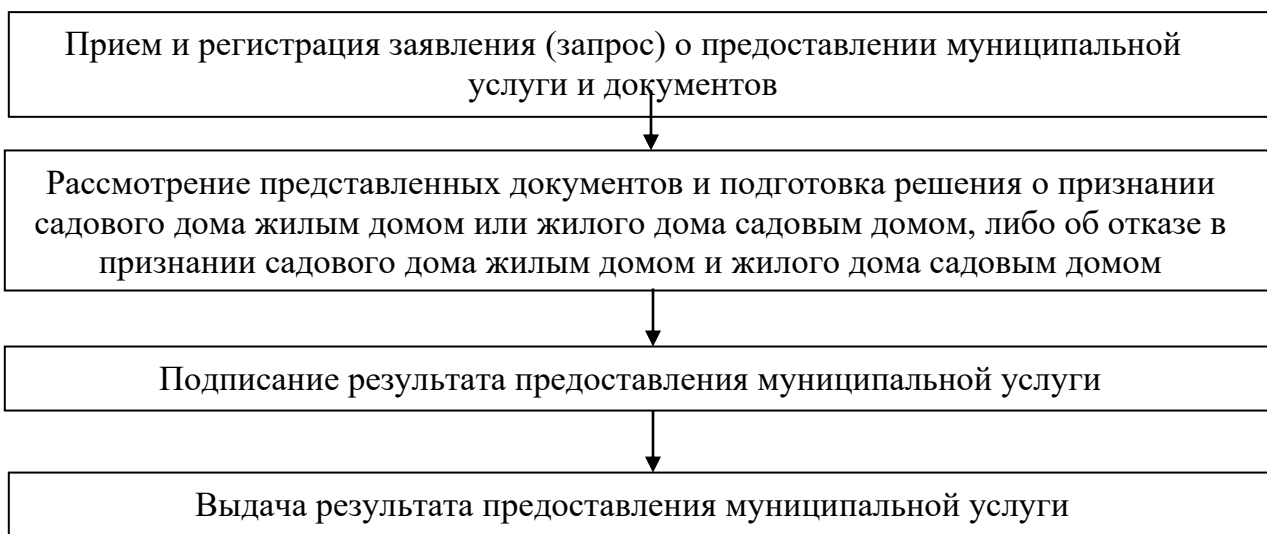 Прием и регистрация заявления (запрос) о предоставлении муниципальной
услуги и документов
Рассмотрение представленных документов и подготовка решения о признании
садового дома жилым домом или жилого дома садовым домом, либо об отказе в
признании садового дома жилым домом и жилого дома садовым домом
Подписание результата предоставления муниципальной услуги
Выдача результата предоставления муниципальной услуги